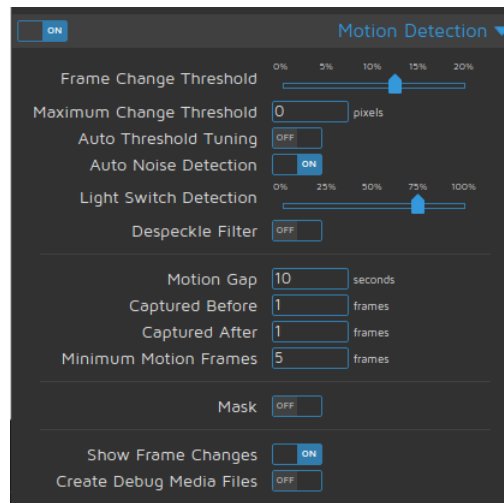 ON Motion Detection
0% 5% 10% 15% 20%
Frame Change Threshold
Maximum Change Threshold 0 pixels
Auto Threshold Tuning OFF
Auto Noise Detection ON
0% 25% 50% 75% 100%
Light Switch Detection
Despeckle Filter OFF
Motion Gap 10 seconds
Captured Before 1 frames
Captured After 1 frames
Minimum Motion Frames 5 frames
Mask OFF
Show Frame Changes ON
Create Debug Media Files OFF